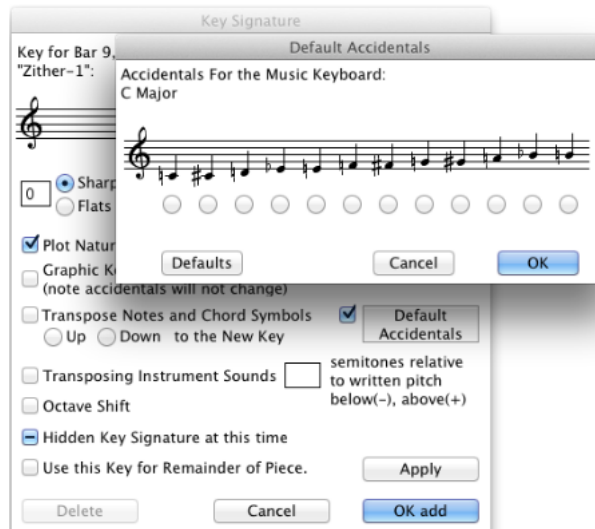 Key Signature
Default Accidentals
Key for Bar 9,
"Zither-1":
Accidentals For the Music Keyboard:
C Major
0
Sharp
Flats
Defaults
Cancel
OK
Plot Natur
Graphic K
(note accidentals will not change)
Transpose Notes and Chord Symbols
Up Down to the New Key
Default
Accidentals
Transposing Instrument Sounds
semitones relative
to written pitch
below(-), above(+)
Octave Shift
Hidden Key Signature at this time
Use this Key for Remainder of Piece.
Apply
Delete
Cancel
OK add